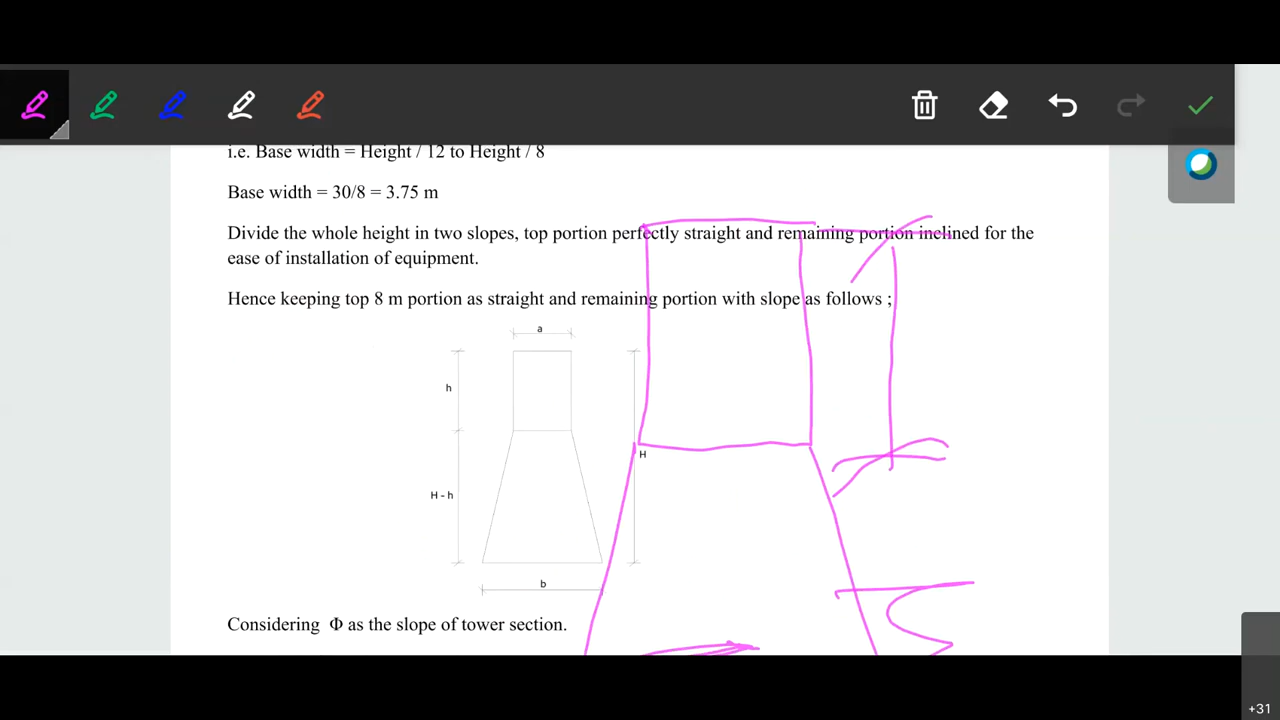 i.e. Base width = Height / 12 to Height / 8
Base width = 30/8 = 3.75 m
Divide the whole height in two slopes, top portion perfectly straight and remaining portion inclined for the
ease of installation of equipment.
Hence keeping top 8 m portion as straight and remaining portion with slope as follows ;
a
h
H
H - h
b
Considering Φ as the slope of tower section.
+31